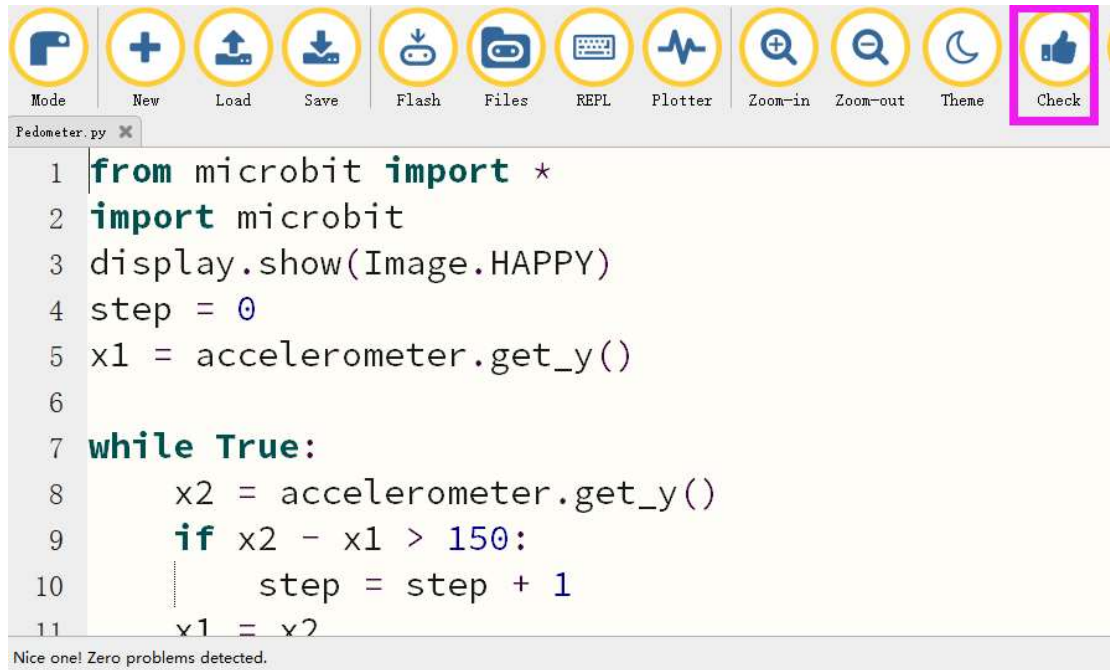 Mode New Load Save Flash Files REPL Plotter Zoom-in Zoom-out Theme Check
Pedometer.py
1 from microbit import *
2 import microbit
3 display.show(Image.HAPPY)
4 step = 0
5 x1 = accelerometer.get_y()
6
7 while True:
8     x2 = accelerometer.get_y()
9     if x2 - x1 > 150:
10         step = step + 1
11     x1 = x2
Nice one! Zero problems detected.